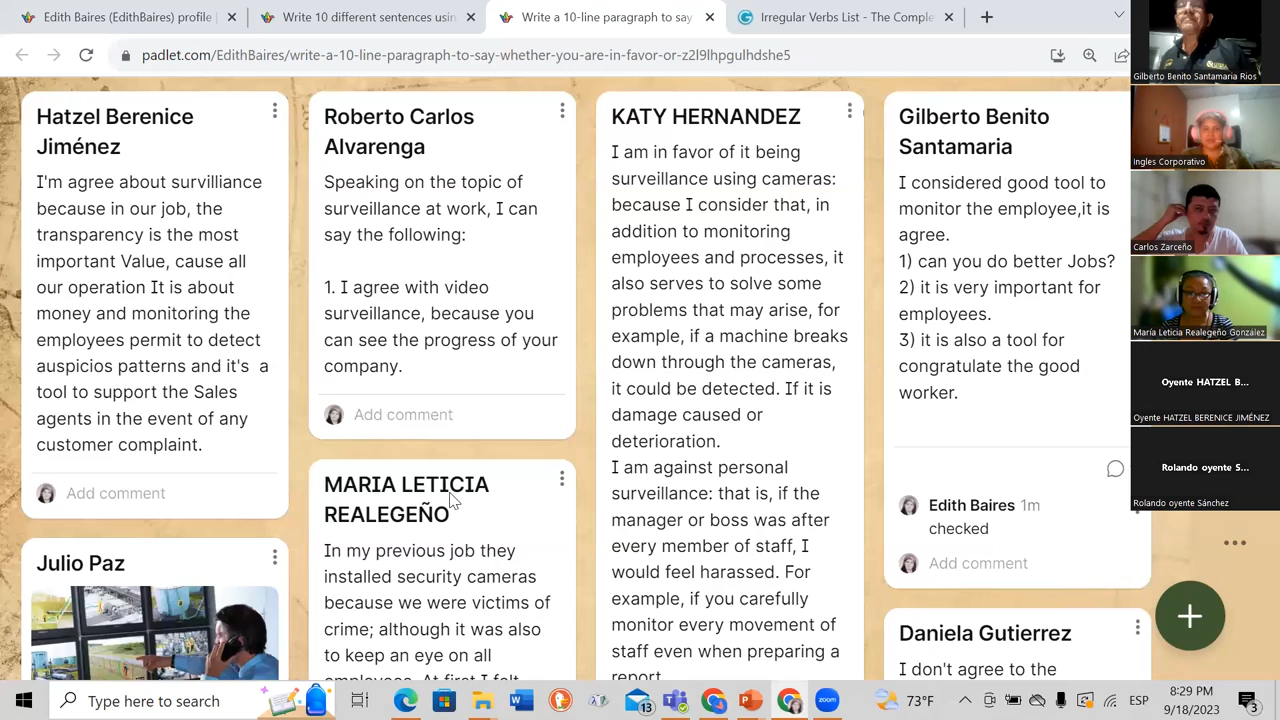 Edith Baires (EdithBaires) profile |
Write 10 different sentences usin
Write a 10-line paragraph to say
Irregular Verbs List - The Comple
padlet.com/EdithBaires/write-a-10-line-paragraph-to-say-whether-you-are-in-favor-or-z2l9lhpgulhdshe5
Hatzel Berenice
Jiménez
I'm agree about survilliance
because in our job, the
transparency is the most
important Value, cause all
our operation It is about
money and monitoring the
employees permit to detect
auspicios patterns and it's a
tool to support the Sales
agents in the event of any
customer complaint.
Add comment
Julio Paz
Roberto Carlos
Alvarenga
Speaking on the topic of
surveillance at work, I can
say the following:
1. I agree with video
surveillance, because you
can see the progress of your
company.
Add comment
MARIA LETICIA
REALEGEÑO
In my previous job they
installed security cameras
because we were victims of
crime; although it was also
to keep an eye on all
employees. At first I felt
KATY HERNANDEZ
I am in favor of it being
surveillance using cameras:
because I consider that, in
addition to monitoring
employees and processes, it
also serves to solve some
problems that may arise, for
example, if a machine breaks
down through the cameras,
it could be detected. If it is
damage caused or
deterioration.
I am against personal
surveillance: that is, if the
manager or boss was after
every member of staff, I
would feel harassed. For
example, if you carefully
monitor every movement of
staff even when preparing a
report
Gilberto Benito
Santamaria
I considered good tool to
monitor the employee,it is
agree.
1) can you do better Jobs?
2) it is very important for
employees.
3) it is also a tool for
congratulate the good
worker.
Edith Baires 1m
checked
Add comment
Daniela Gutierrez
I don't agree to the
Gilberto Benito Santamaria Rios
Ingles Corporativo
Carlos Zarceño
María Leticia Realegeño González
Oyente HATZEL B...
Oyente HATZEL BERENICE JIMÉNEZ
Rolando oyente S...
Rolando oyente Sánchez
Type here to search
13
zoom
73°F
ESP
8:29 PM
9/18/2023
3